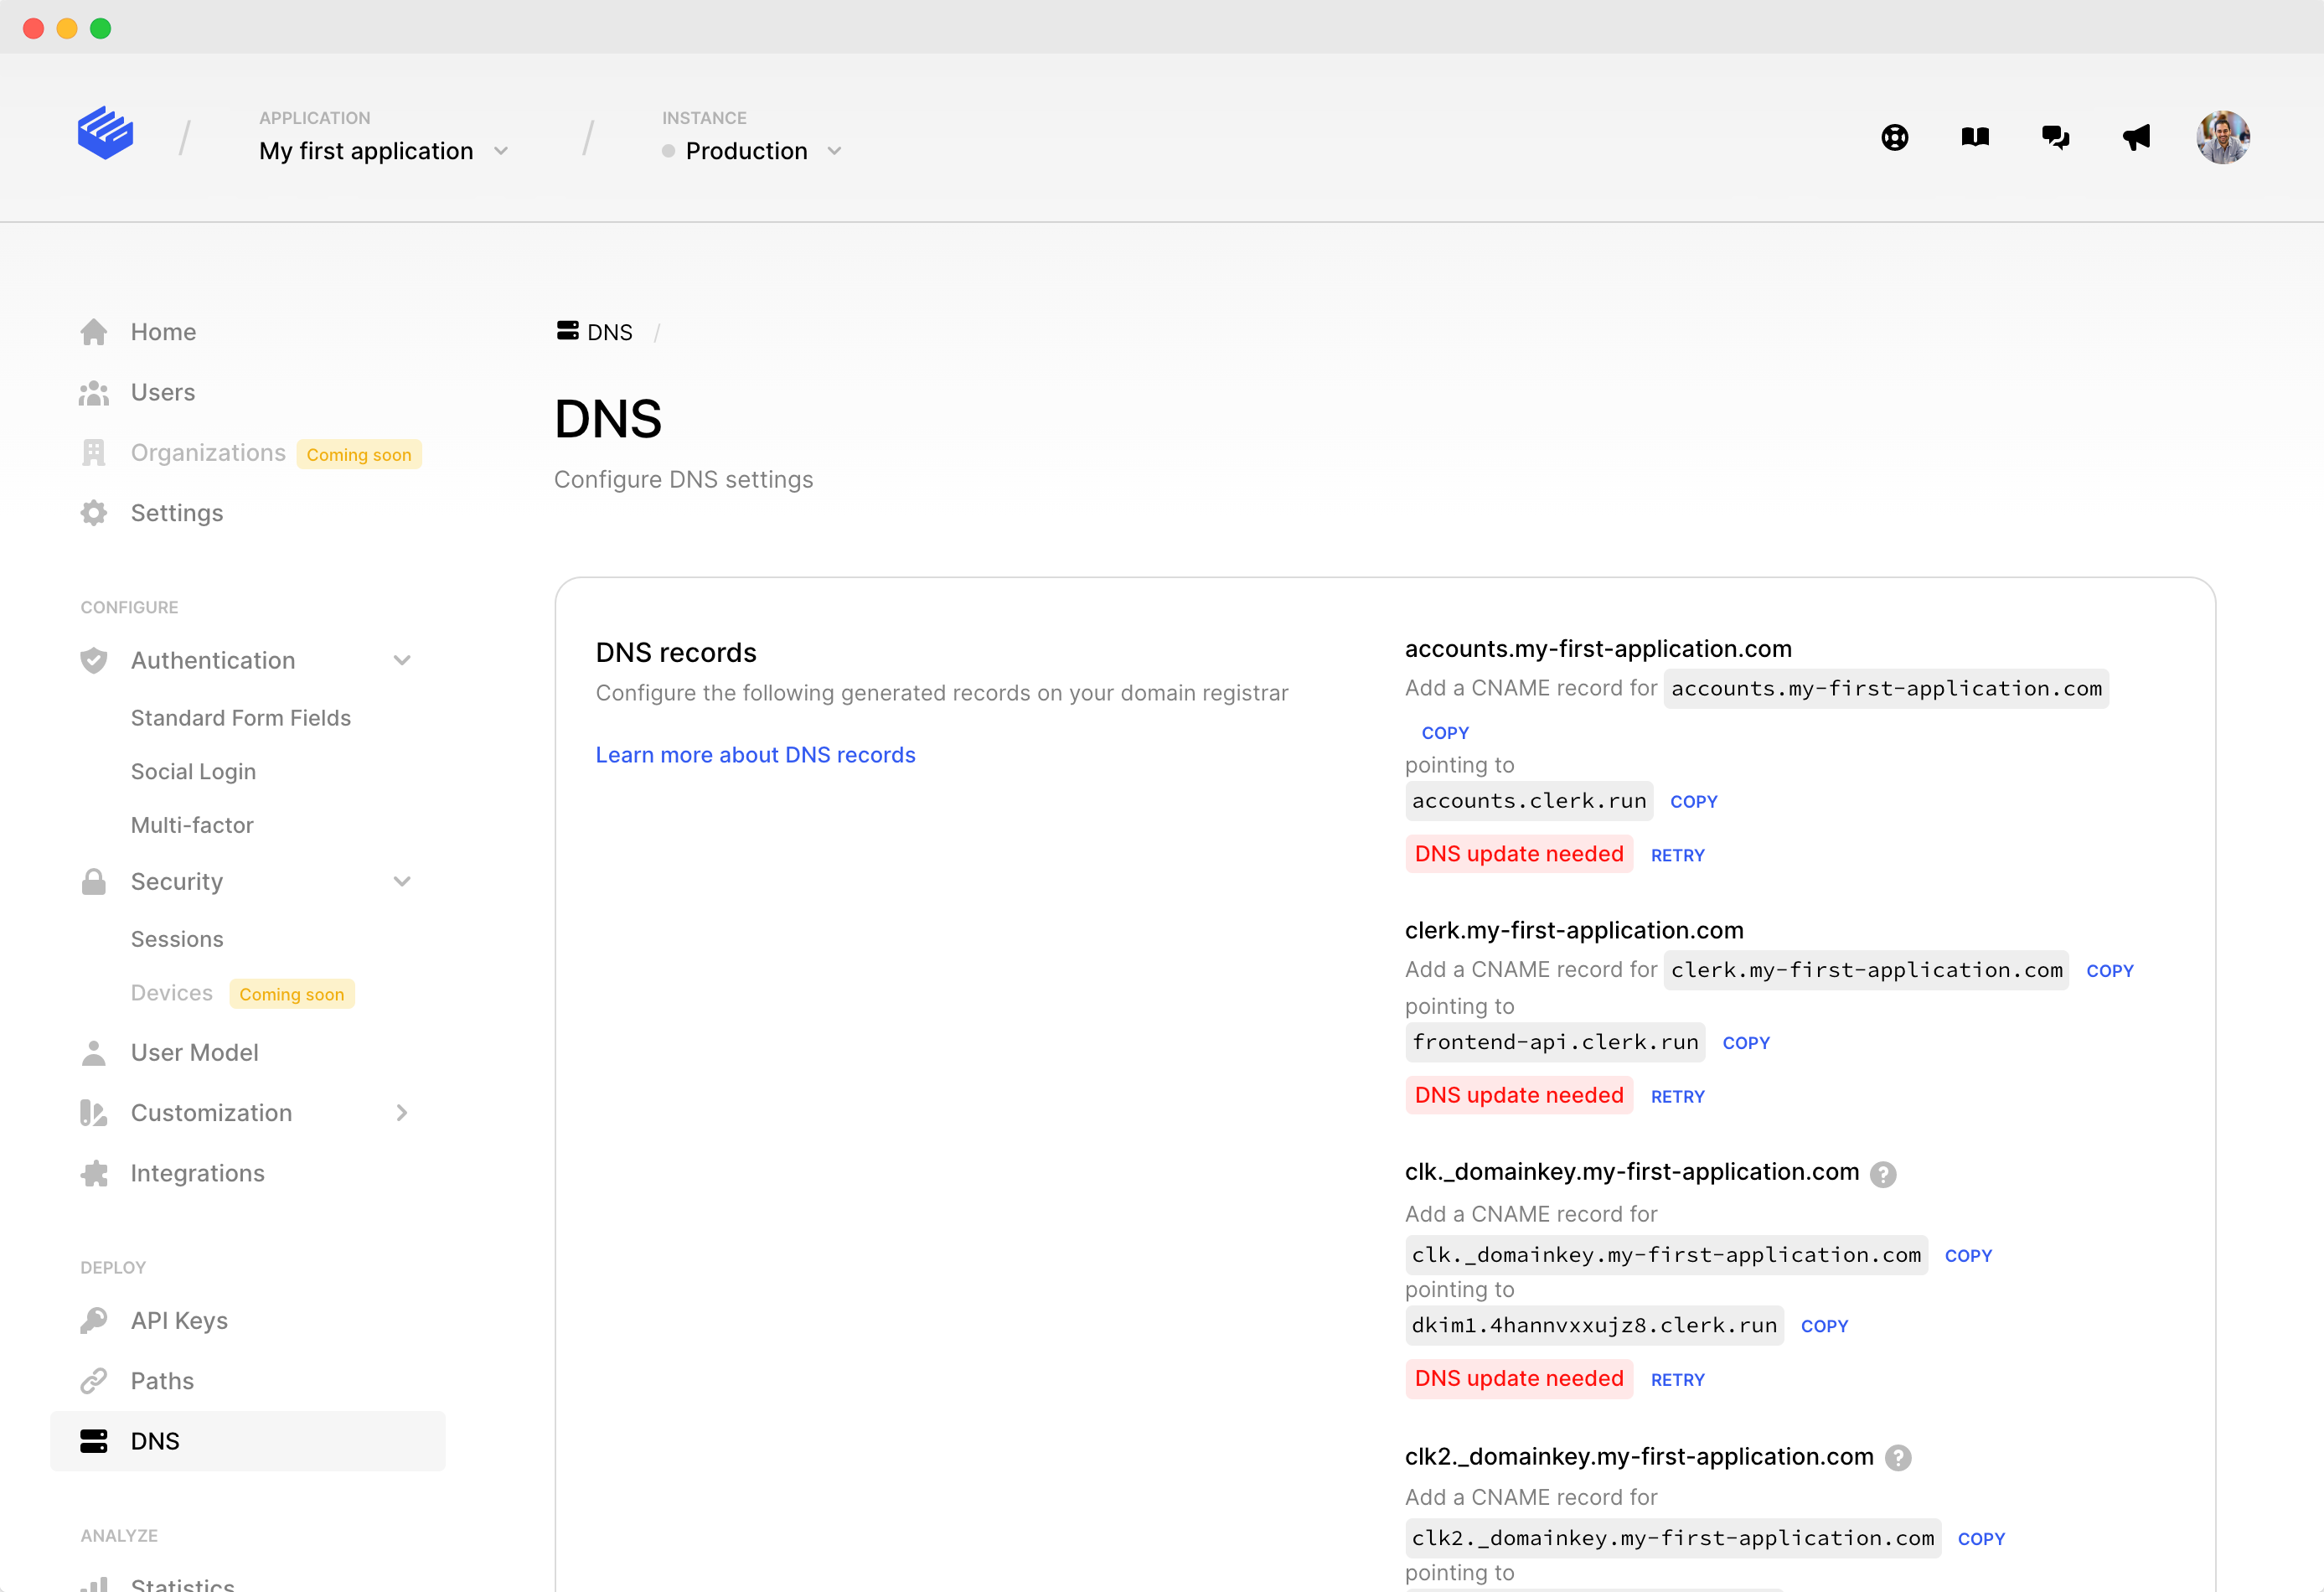 APPLICATION
My first application
INSTANCE
Production
Home
Users
Organizations Coming soon
Settings
CONFIGURE
Authentication
Standard Form Fields
Social Login
Multi-factor
Security
Sessions
Devices Coming soon
User Model
Customization
Integrations
DEPLOY
API Keys
Paths
DNS
ANALYZE
Statistics
DNS /
DNS
Configure DNS settings
DNS records
Configure the following generated records on your domain registrar
Learn more about DNS records
accounts.my-first-application.com
Add a CNAME record for accounts.my-first-application.com
COPY
pointing to
accounts.clerk.run COPY
DNS update needed RETRY
clerk.my-first-application.com
Add a CNAME record for clerk.my-first-application.com COPY
pointing to
frontend-api.clerk.run COPY
DNS update needed RETRY
clk._domainkey.my-first-application.com ?
Add a CNAME record for
clk._domainkey.my-first-application.com COPY
pointing to
dkim1.4hannvxxujz8.clerk.run COPY
DNS update needed RETRY
clk2._domainkey.my-first-application.com ?
Add a CNAME record for
clk2._domainkey.my-first-application.com COPY
pointing to